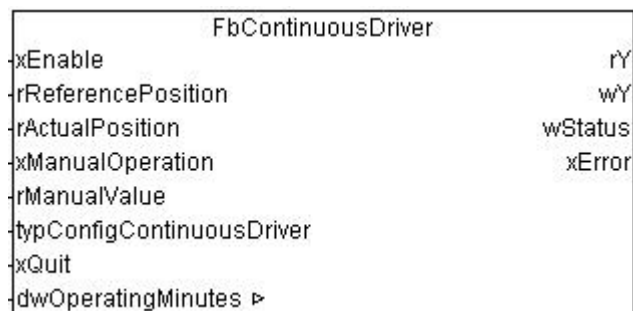 FbContinuousDriver
xEnable rY
rReferencePosition wY
rActualPosition wStatus
xManualOperation xError
rManualValue
typConfigContinuousDriver
xQuit
dwOperatingMinutes ▹